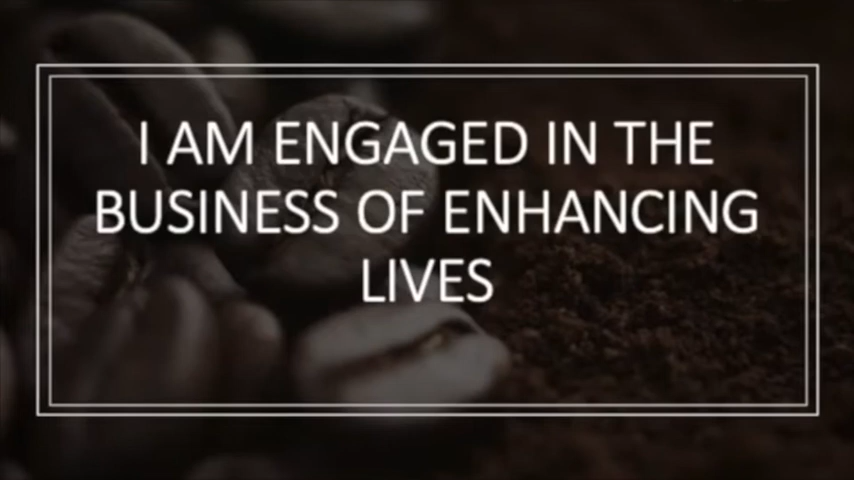 I AM ENGAGED IN THE
BUSINESS OF ENHANCING
LIVES